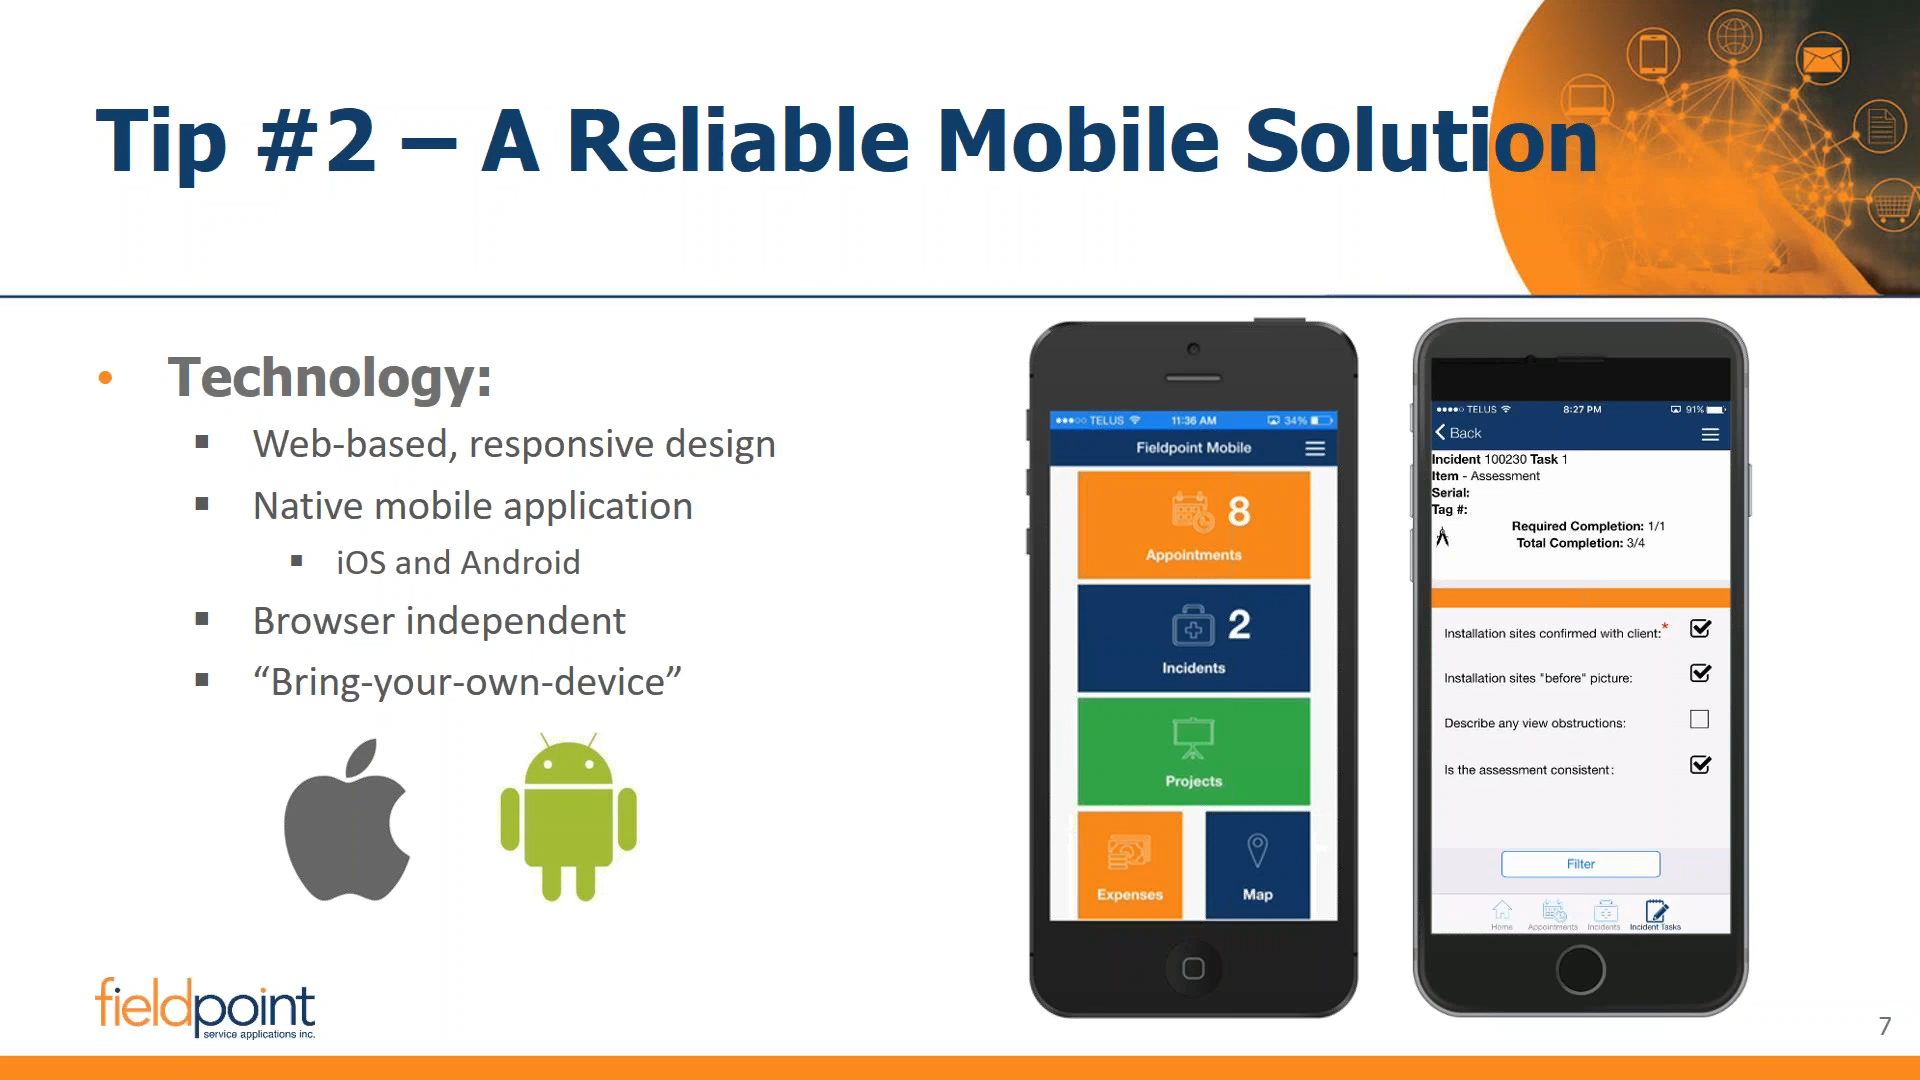 Tip #2 – A Reliable Mobile Solution
• Technology:
▪ Web-based, responsive design
▪ Native mobile application
▪ iOS and Android
▪ Browser independent
▪ “Bring-your-own-device”
TELUS 11:36 AM 34%
Fieldpoint Mobile
8
Appointments
2
Incidents
Projects
Expenses Map
TELUS 8:27 PM 91%
Back
Incident 100230 Task 1
Item - Assessment
Serial:
Tag #:
Required Completion: 1/1
Total Completion: 3/4
Installation sites confirmed with client:*
Installation sites "before" picture:
Describe any view obstructions:
Is the assessment consistent:
Filter
Home Appointments Incidents Incident Tasks
fieldpoint
service applications inc.
7